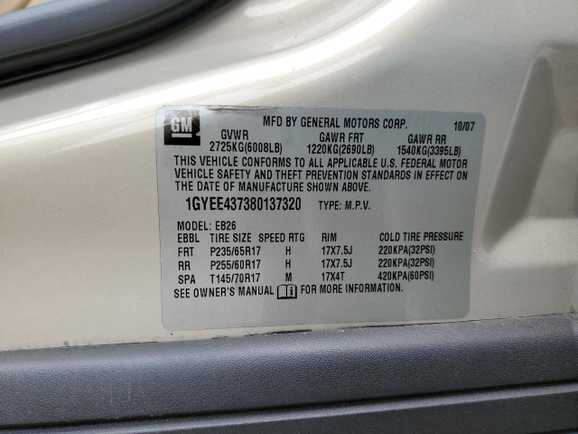 GM
MFD BY GENERAL MOTORS CORP. 10/07
GVWR GAWR FRT GAWR RR
2725KG(6008LB) 1220KG(2690LB) 1540KG(3395LB)
THIS VEHICLE CONFORMS TO ALL APPLICABLE U.S. FEDERAL MOTOR
VEHICLE SAFETY AND THEFT PREVENTION STANDARDS IN EFFECT ON
THE DATE OF MANUFACTURE SHOWN ABOVE.
1GYEE437380137320 TYPE: M.P.V.
MODEL: EB26
EBBL TIRE SIZE SPEED RTG RIM COLD TIRE PRESSURE
FRT P235/65R17 H 17X7.5J 220KPA(32PSI)
RR P255/60R17 H 17X7.5J 220KPA(32PSI)
SPA T145/70R17 M 17X4T 420KPA(60PSI)
SEE OWNER'S MANUAL FOR MORE INFORMATION.